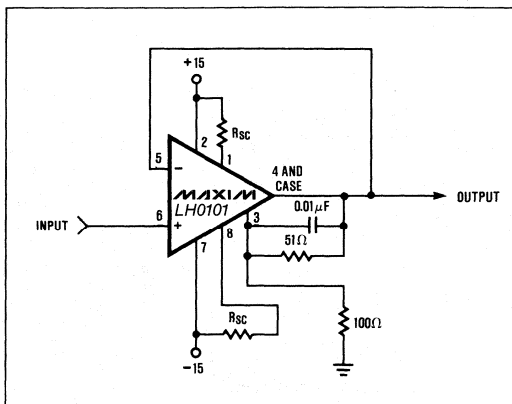 +15
RSC
2
1
5
−
4 AND
CASE
MAXIM
LH0101
OUTPUT
0.01μF
INPUT
6
+
3
7
8
51Ω
RSC
100Ω
−15